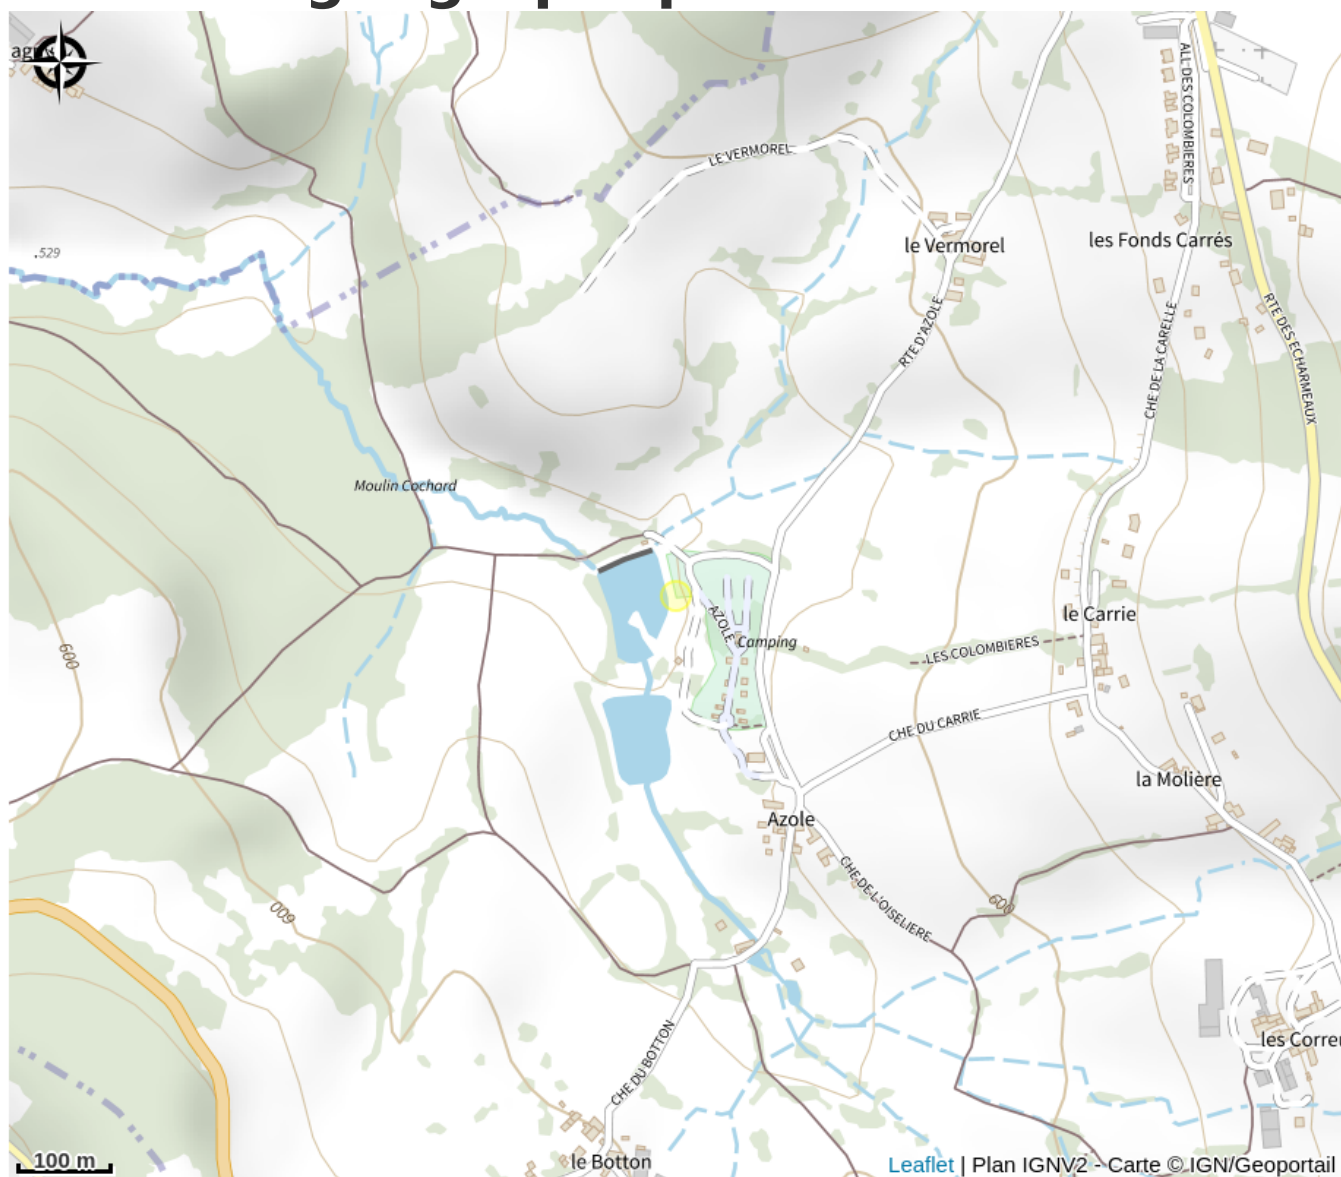 LE VERMOREL
ALL DES COLOMBIERES
.529
le Vermorel
les Fonds Carrés
RTE D'AZOLE
CHE DE LA CARELLE
RTE DES ECHARMEAUX
Moulin Cochard
AZOLE
Camping
le Carrie
LES COLOMBIERES
600
CHE DU CARRIE
la Molière
Azole
CHE DE L'OISELIERE
600
600
les Correu
CHE DU BOTTON
le Botton
100 m
Leaflet | Plan IGNV2 - Carte © IGN/Geoportail